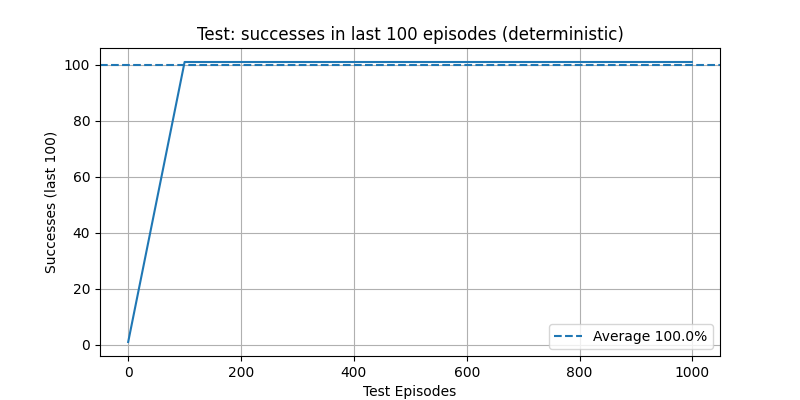 Test: successes in last 100 episodes (deterministic)
100
80
60
40
20
0
Successes (last 100)
Average 100.0%
0 200 400 600 800 1000
Test Episodes